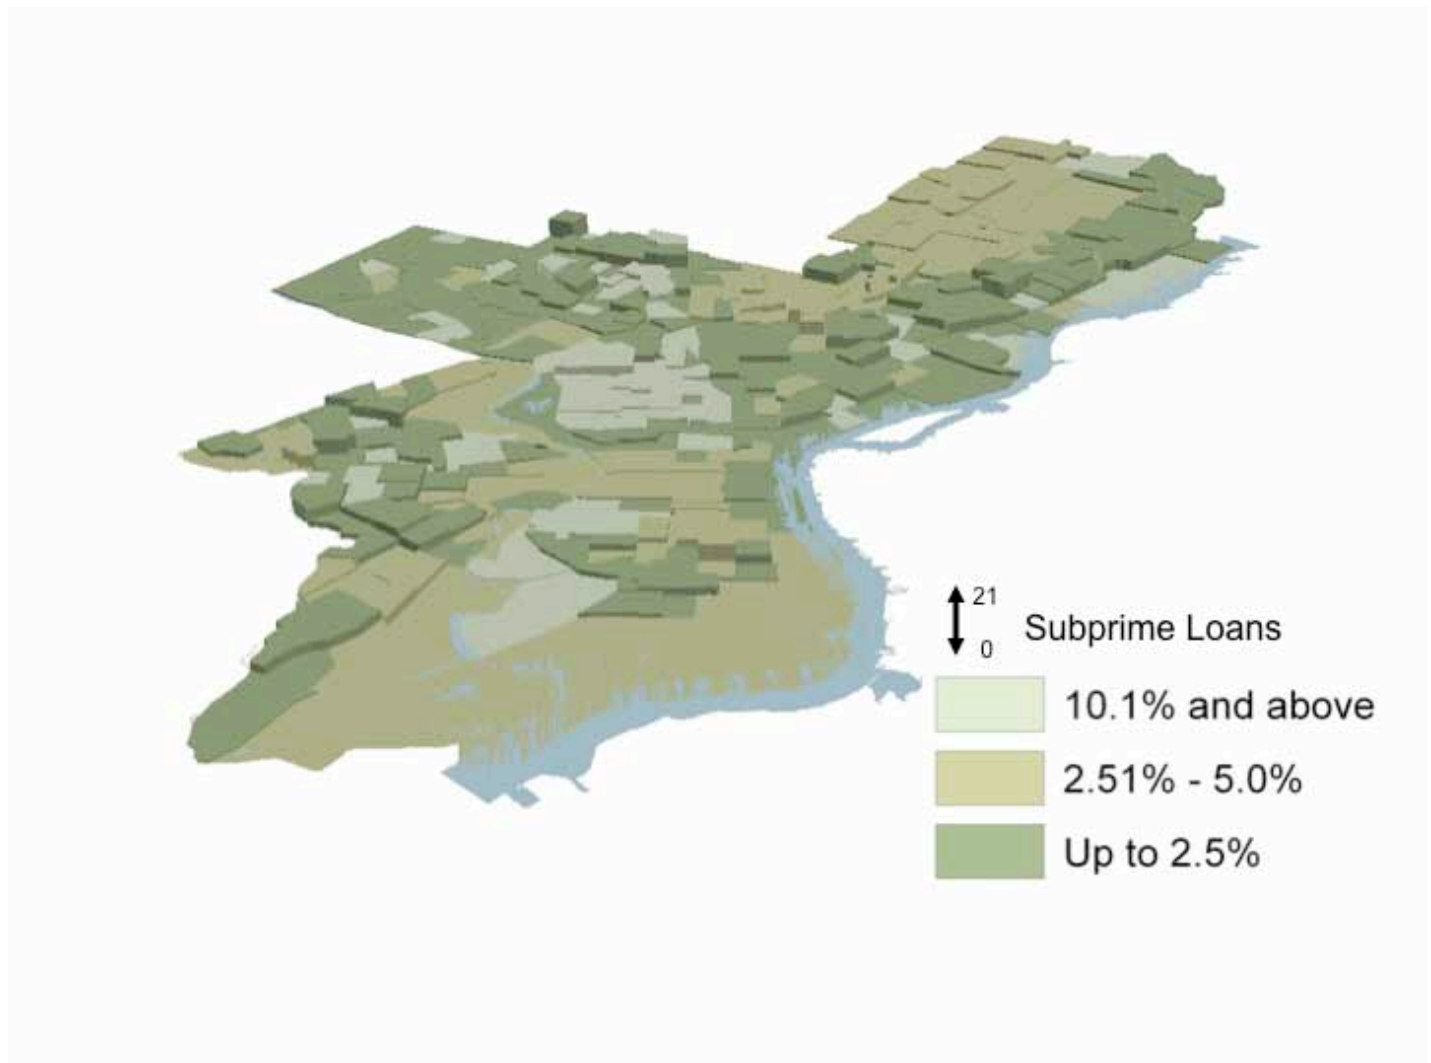 21
Subprime Loans
0
10.1% and above
2.51% - 5.0%
Up to 2.5%